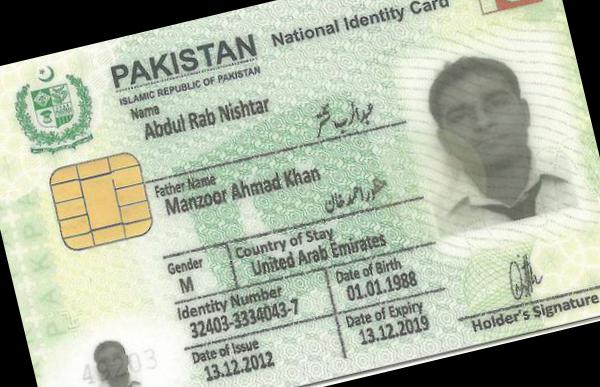 PAKISTAN National Identity Card
ISLAMIC REPUBLIC OF PAKISTAN
Name
Abdul Rab Nishtar
عبدالرب نشتر
Father Name
Manzoor Ahmad Khan
منظور احمد خان
Gender
M
Country of Stay
United Arab Emirates
Identity Number
32403-3334043-7
Date of Birth
01.01.1988
Date of Issue
13.12.2012
Date of Expiry
13.12.2019
Holder's Signature